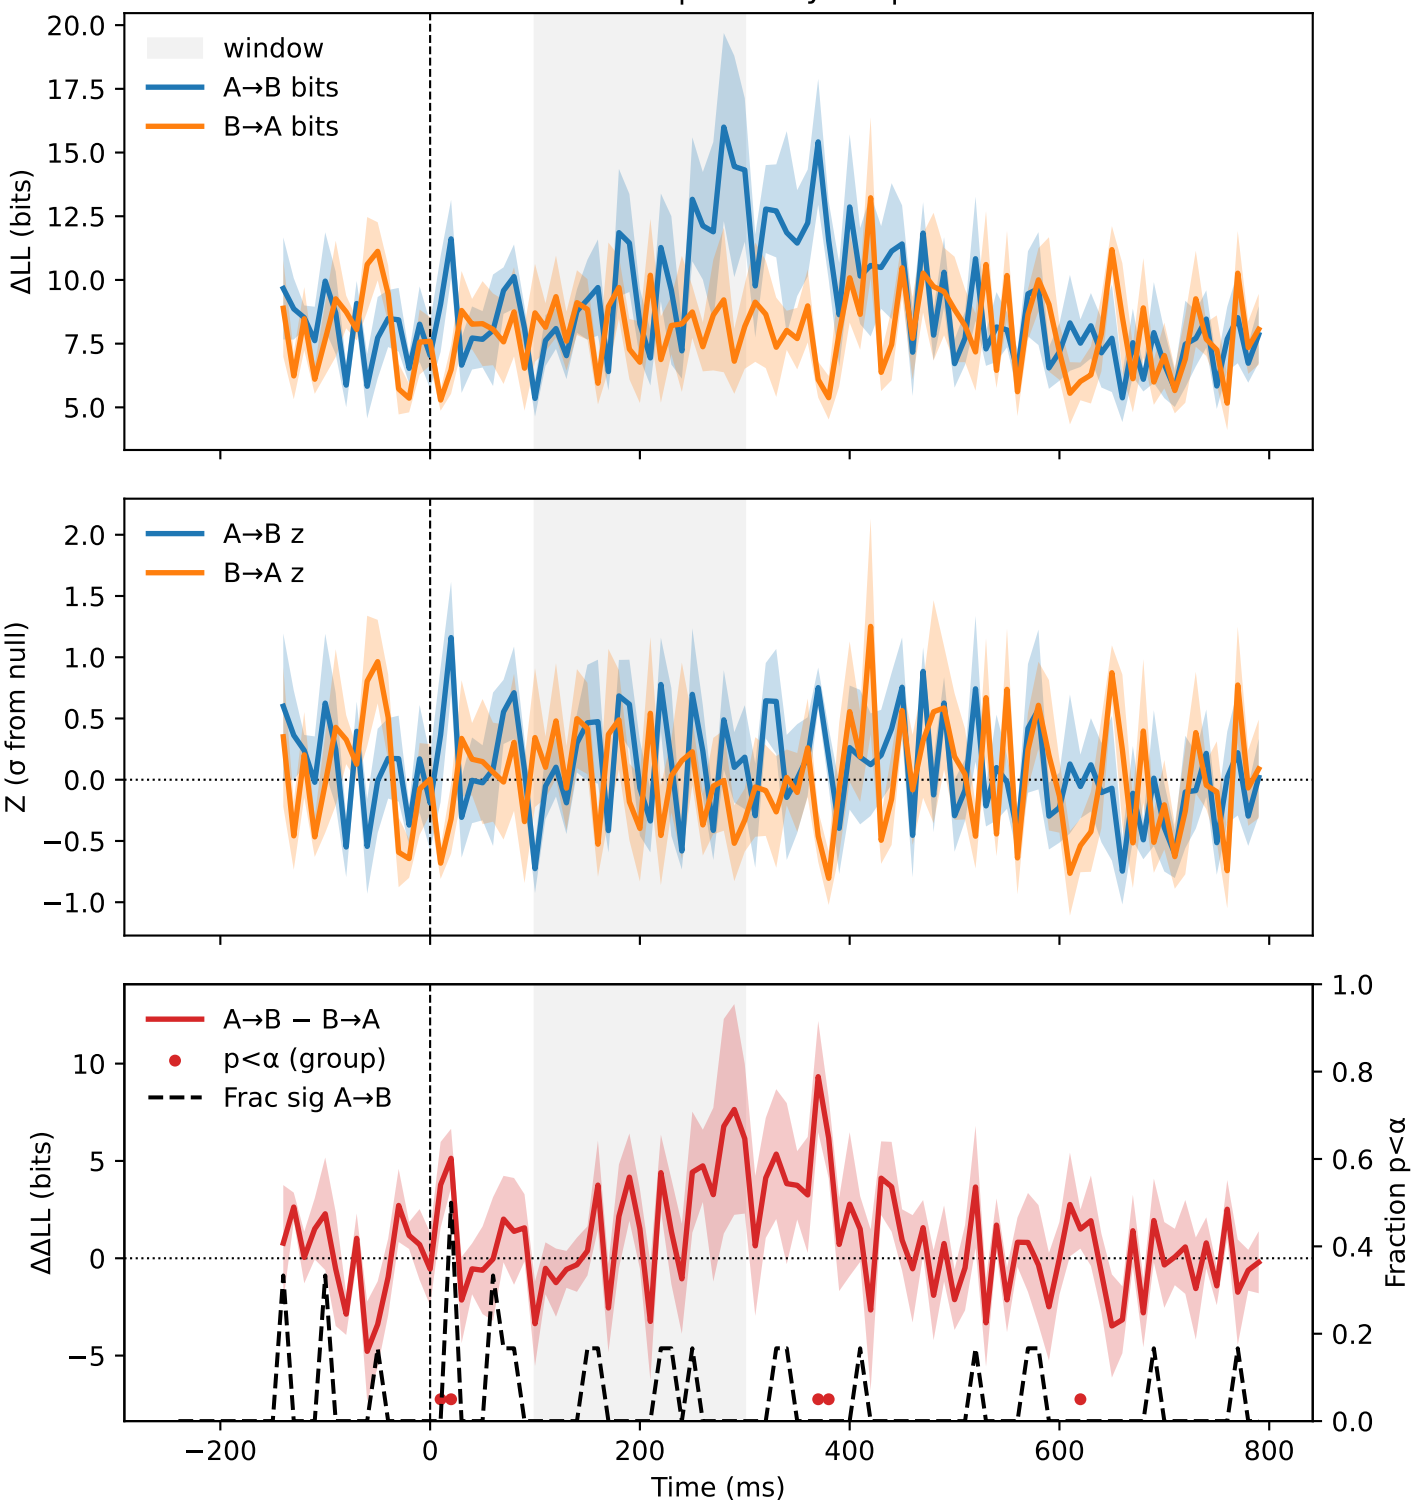 20.0
17.5
15.0
12.5
10.0
7.5
5.0
ΔLL (bits)
window
A→B bits
B→A bits
2.0
1.5
1.0
0.5
0.0
−0.5
−1.0
Z (σ from null)
A→B z
B→A z
10
5
0
−5
ΔΔLL (bits)
A→B − B→A
p<α (group)
Frac sig A→B
1.0
0.8
0.6
0.4
0.2
0.0
Fraction p<α
−200
0
200
400
600
800
Time (ms)